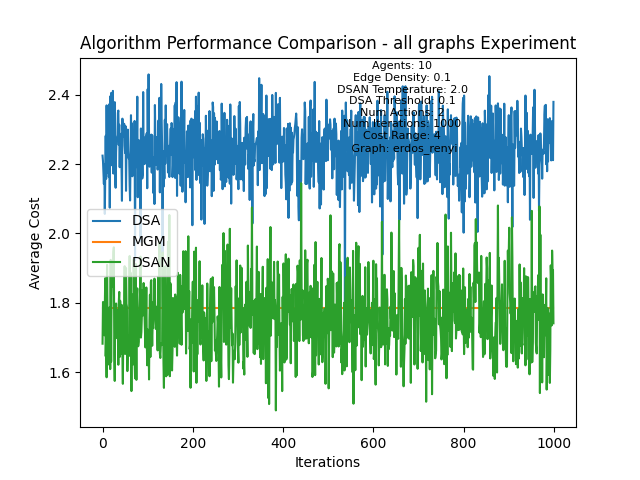 Algorithm Performance Comparison - all graphs Experiment
Agents: 10
Edge Density: 0.1
DSAN Temperature: 2.0
DSA Threshold: 0.1
Num Actions: 2
Num Iterations: 1000
Cost Range: 4
Graph: erdos_renyi
2.4
2.2
2.0
1.8
1.6
Average Cost
DSA
MGM
DSAN
0
200
400
600
800
1000
Iterations